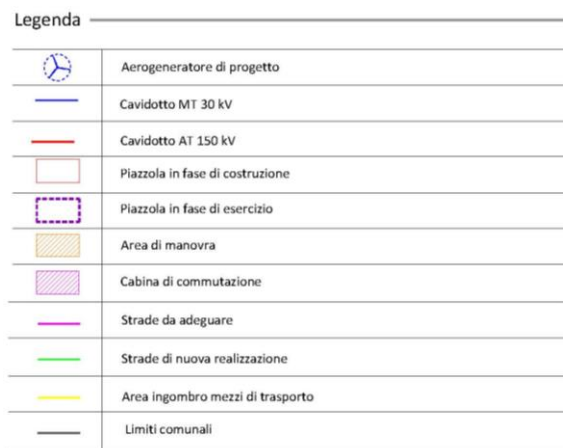 Legenda
Aerogeneratore di progetto
Cavidotto MT 30 kV
Cavidotto AT 150 kV
Piazzola in fase di costruzione
Piazzola in fase di esercizio
Area di manovra
Cabina di commutazione
Strade da adeguare
Strade di nuova realizzazione
Area ingombro mezzi di trasporto
Limiti comunali